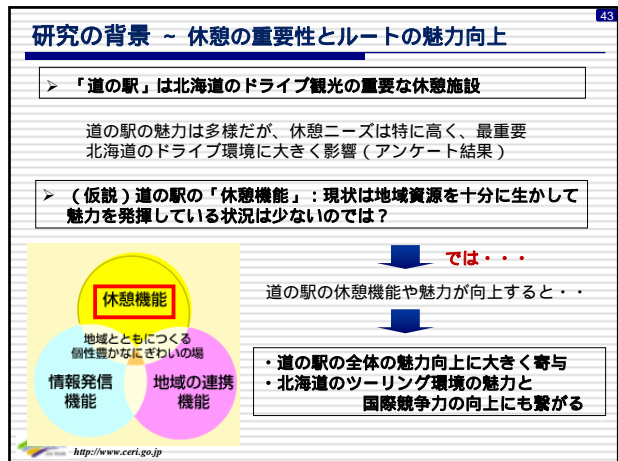 43
研究の背景 ~ 休憩の重要性とルートの魅力向上
➢ 「道の駅」は北海道のドライブ観光の重要な休憩施設
道の駅の魅力は多様だが、休憩ニーズは特に高く、最重要
北海道のドライブ環境に大きく影響(アンケート結果)
➢ (仮説)道の駅の「休憩機能」:現状は地域資源を十分に生かして
魅力を発揮している状況は少ないのでは?
では・・・
道の駅の休憩機能や魅力が向上すると・・
休憩機能
地域とともにつくる
個性豊かなにぎわいの場
情報発信
機能
地域の連携
機能
・道の駅の全体の魅力向上に大きく寄与
・北海道のツーリング環境の魅力と
国際競争力の向上にも繋がる
http://www.ceri.go.jp